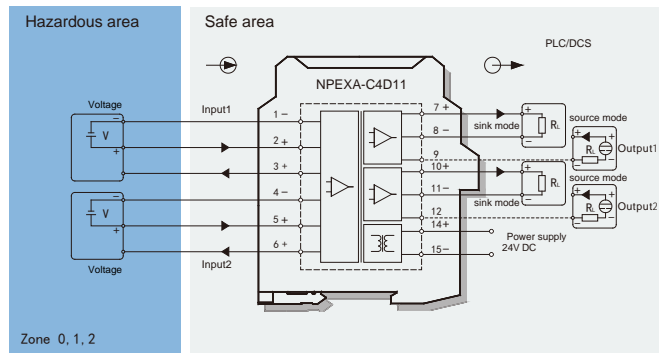 Hazardous area
Safe area
PLC/DCS
NPEXA-C4D11
Voltage
Input1
V
1 −
2 +
3 +
4 −
5 +
6 +
V
Voltage
Input2
7 +
8 −
9
10+
11−
12
14+
15−
sink mode
RL
source mode
RL
Output1
sink mode
RL
source mode
RL
Output2
Power supply
24V DC
Zone 0, 1, 2